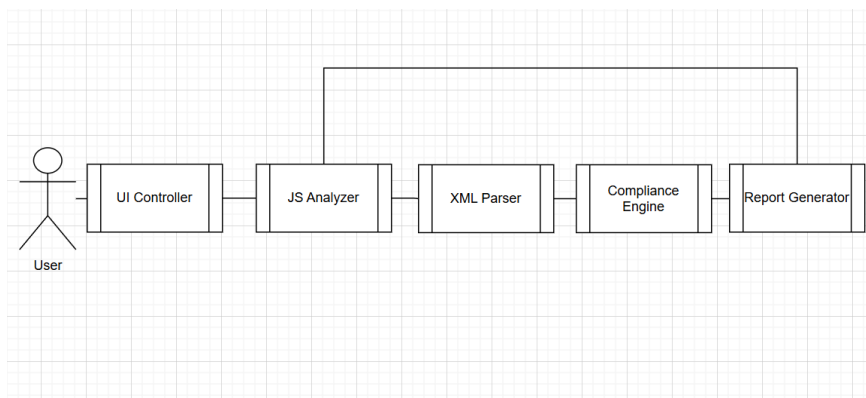 UI Controller
JS Analyzer
XML Parser
Compliance
Engine
Report Generator
User